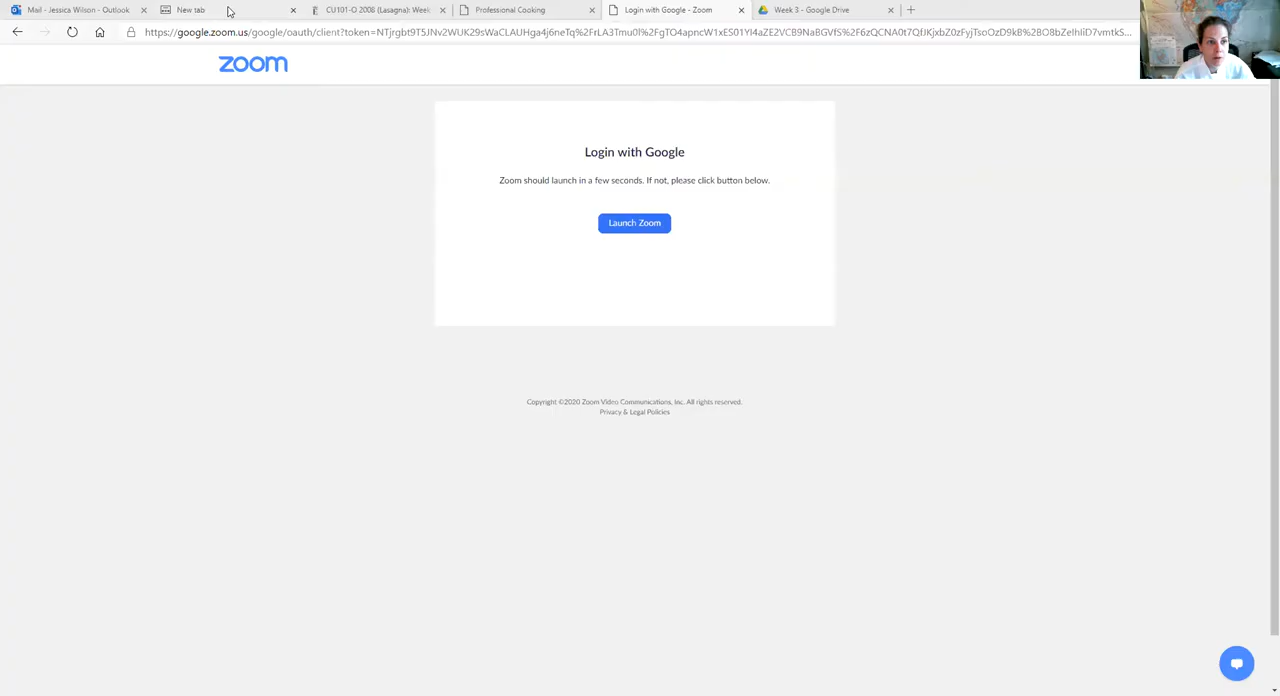 Mail - Jessica Wilson - Outlook
New tab
CU101-O 2008 (Lasagna): Week
Professional Cooking
Login with Google - Zoom
Week 3 - Google Drive
zoom
Login with Google
Zoom should launch in a few seconds. If not, please click button below.
Launch Zoom
Copyright ©2020 Zoom Video Communications, Inc. All rights reserved.
Privacy & Legal Policies